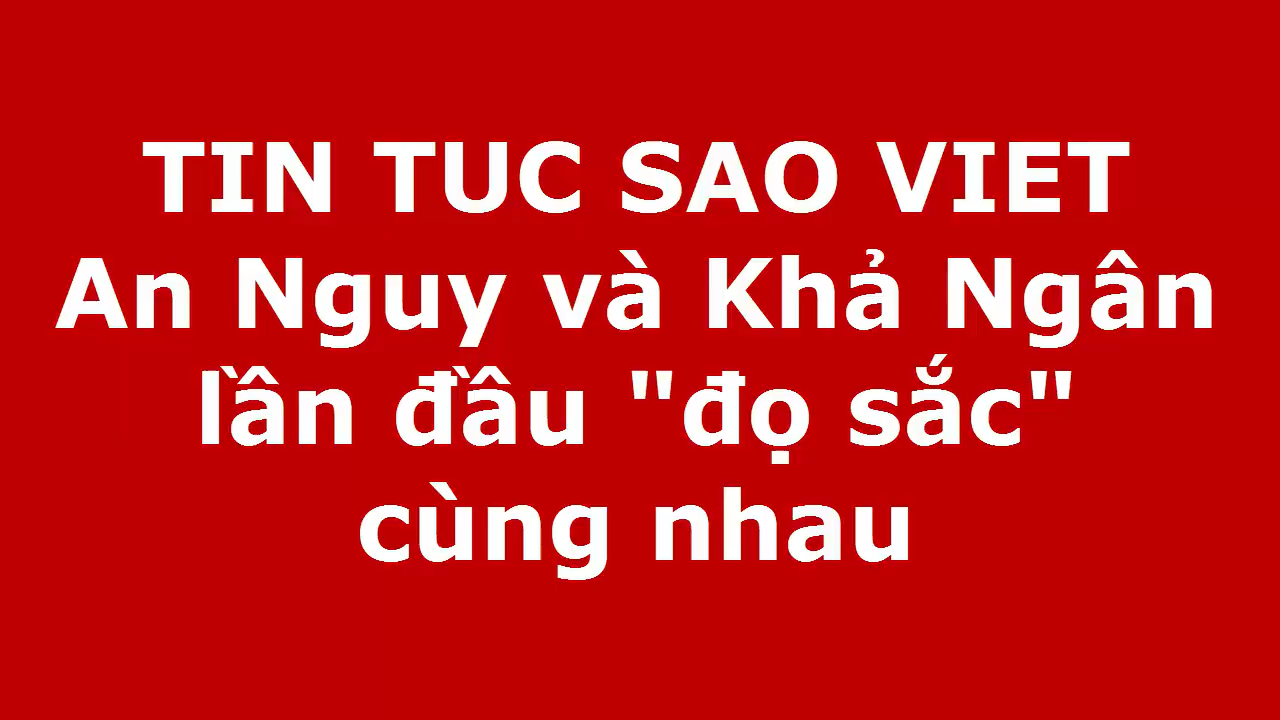 TIN TUC SAO VIET
An Nguy và Khả Ngân
lần đầu "đọ sắc"
cùng nhau